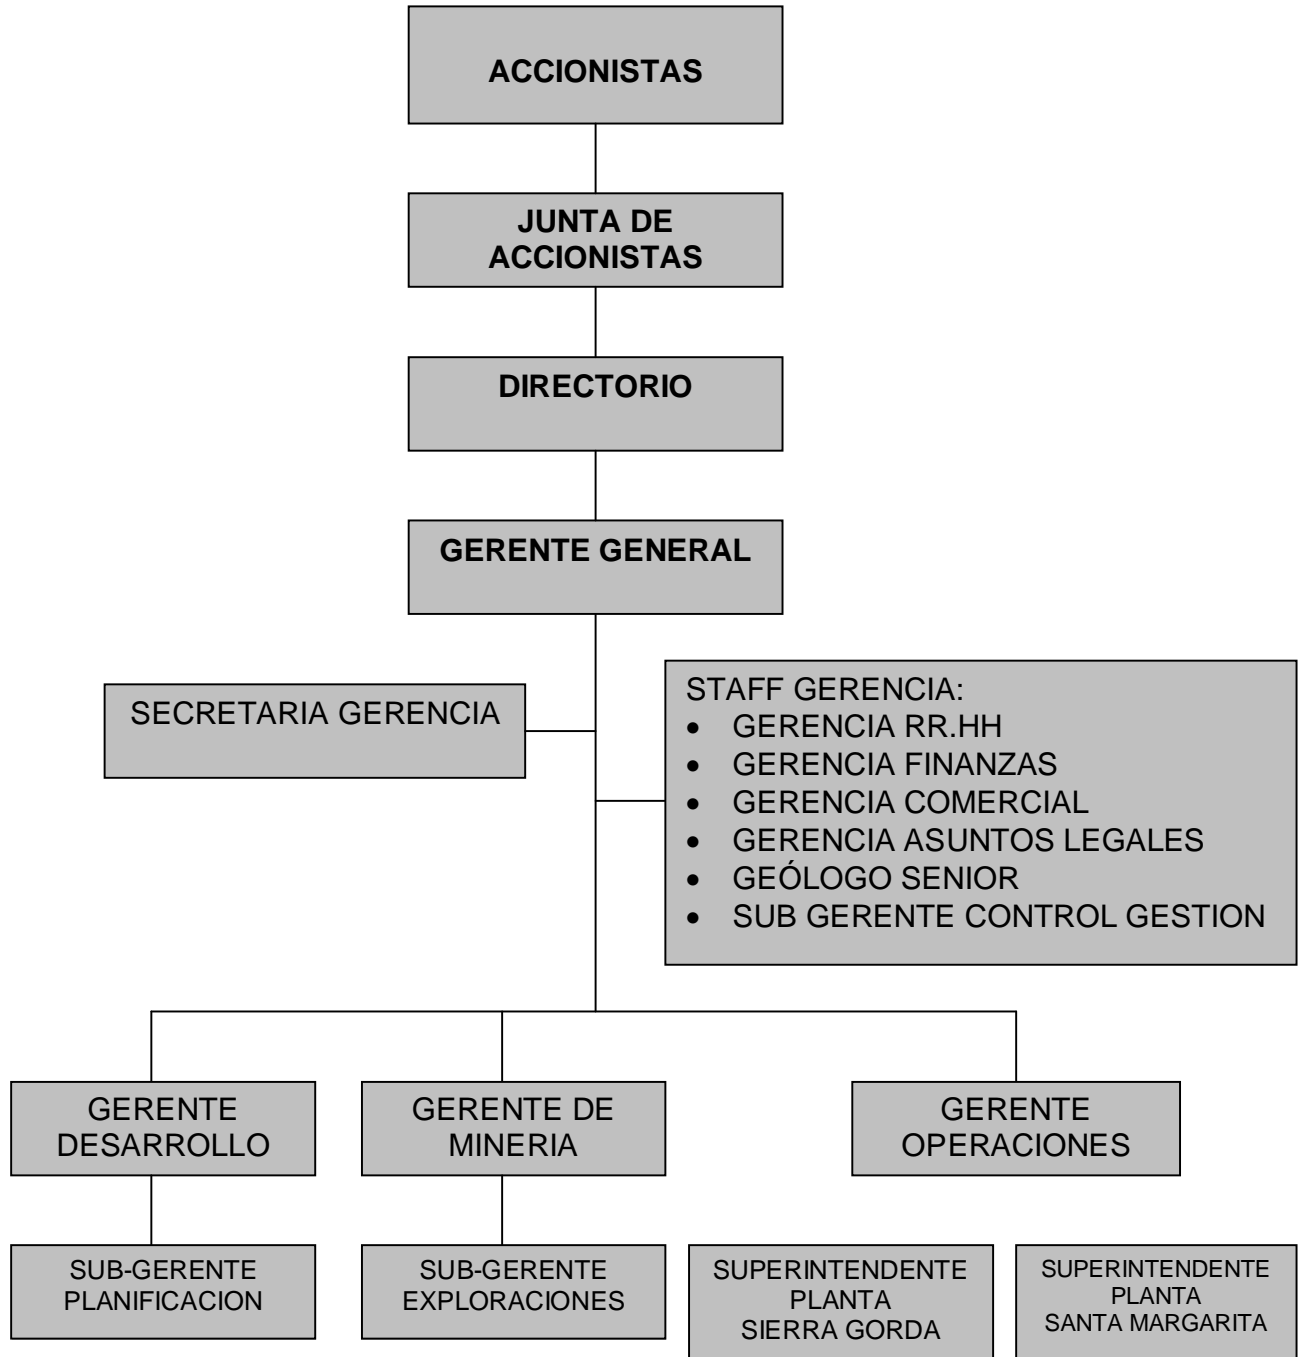 ACCIONISTAS
JUNTA DE
ACCIONISTAS
DIRECTORIO
GERENTE GENERAL
SECRETARIA GERENCIA
STAFF GERENCIA:
• GERENCIA RR.HH
• GERENCIA FINANZAS
• GERENCIA COMERCIAL
• GERENCIA ASUNTOS LEGALES
• GEÓLOGO SENIOR
• SUB GERENTE CONTROL GESTION
GERENTE
DESARROLLO
GERENTE DE
MINERIA
GERENTE
OPERACIONES
SUB-GERENTE
PLANIFICACION
SUB-GERENTE
EXPLORACIONES
SUPERINTENDENTE
PLANTA
SIERRA GORDA
SUPERINTENDENTE
PLANTA
SANTA MARGARITA